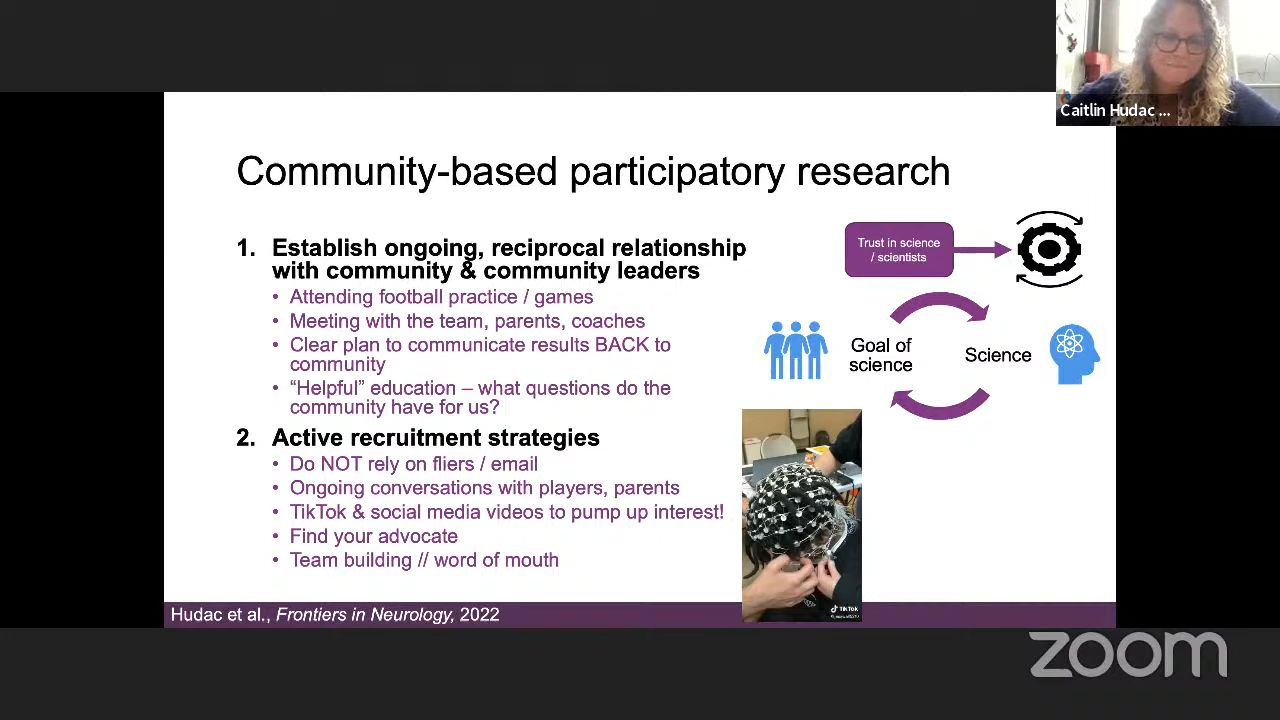 Caitlin Hudac ...
Community-based participatory research
1. Establish ongoing, reciprocal relationship
with community & community leaders
• Attending football practice / games
• Meeting with the team, parents, coaches
• Clear plan to communicate results BACK to
community
• “Helpful” education – what questions do the
community have for us?
2. Active recruitment strategies
• Do NOT rely on fliers / email
• Ongoing conversations with players, parents
• TikTok & social media videos to pump up interest!
• Find your advocate
• Team building // word of mouth
Trust in science
/ scientists
Goal of
science
Science
TikTok
Hudac et al., Frontiers in Neurology, 2022
zoom